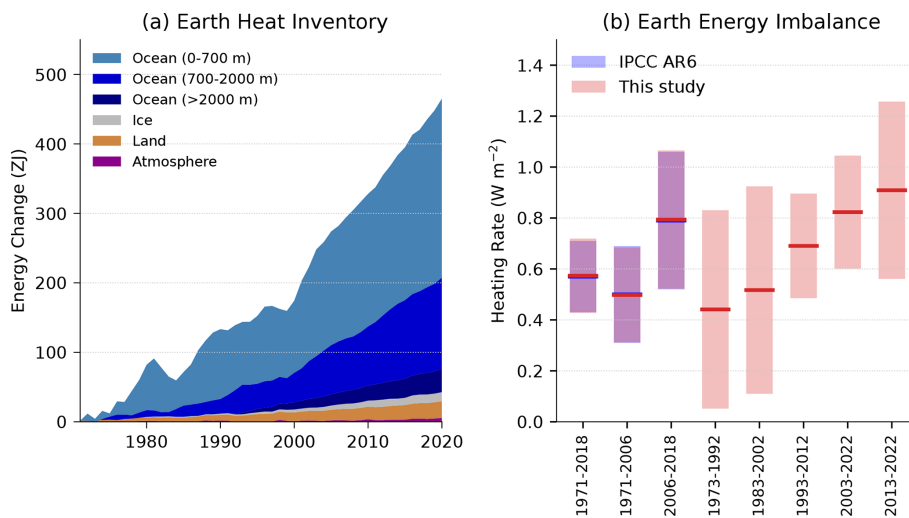 (a) Earth Heat Inventory
Energy Change (ZJ)
500
400
300
200
100
0
Ocean (0-700 m)
Ocean (700-2000 m)
Ocean (>2000 m)
Ice
Land
Atmosphere
1980
1990
2000
2010
2020
(b) Earth Energy Imbalance
Heating Rate (W m⁻²)
1.4
1.2
1.0
0.8
0.6
0.4
0.2
0.0
IPCC AR6
This study
1971-2018
1971-2006
2006-2018
1973-1992
1983-2002
1993-2012
2003-2022
2013-2022